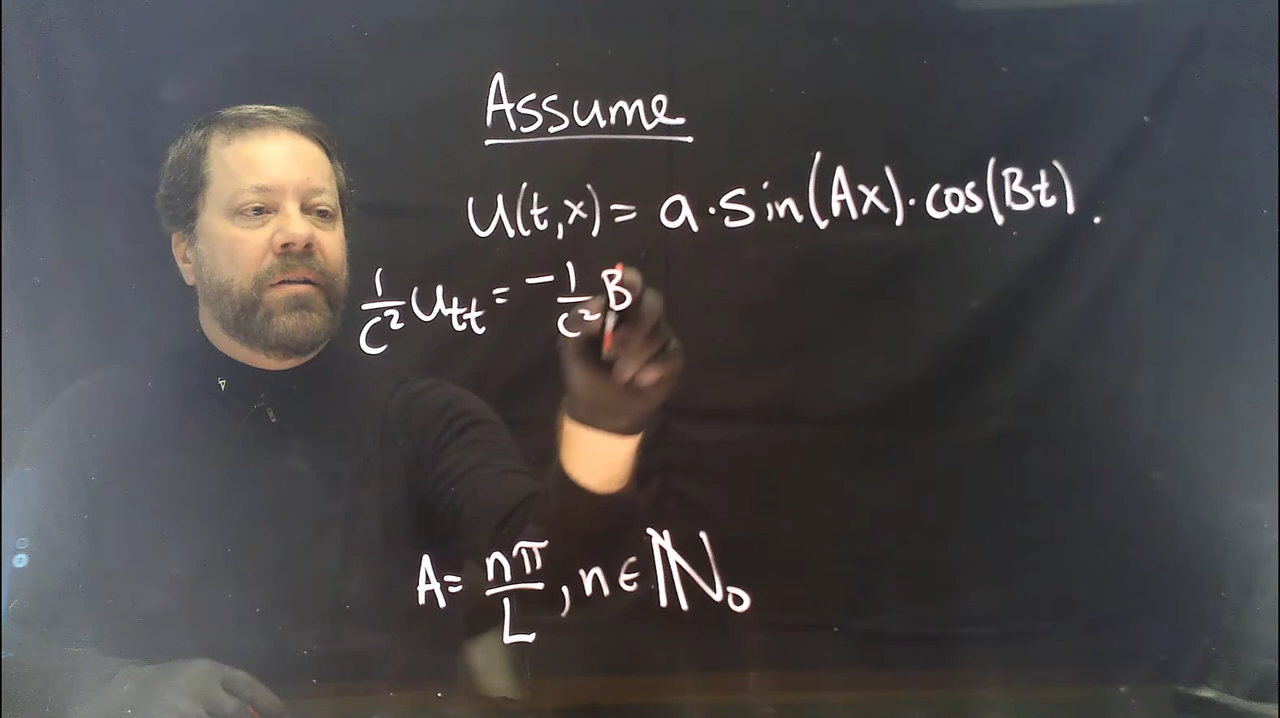 Assume
u(t,x) = a·sin(Ax)·cos(Bt).
1/c² u_tt = -1/c² B
A = nπ/L, n ∈ ℕ₀